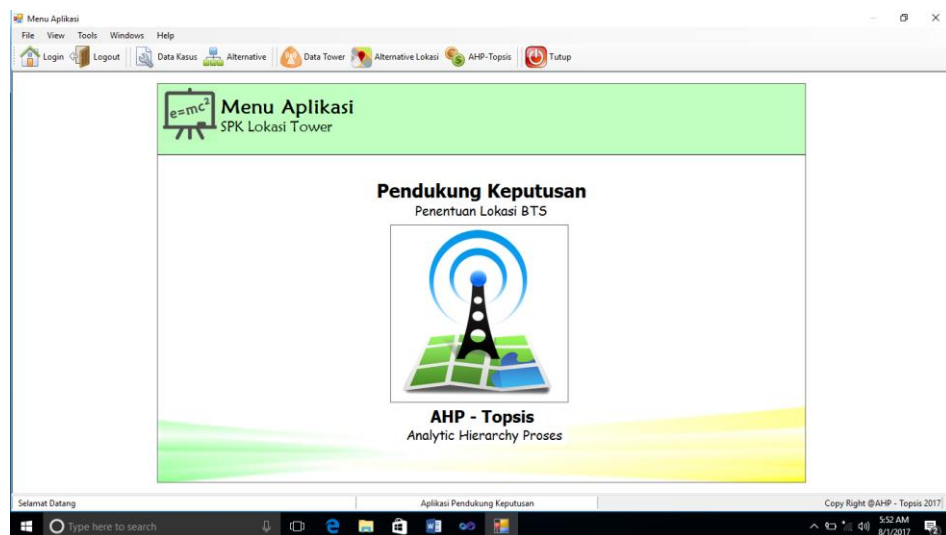 Menu Aplikasi
File View Tools Windows Help
Login Logout Data Kasus Alternative Data Tower Alternative Lokasi AHP-Topsis Tutup
e=mc²
Menu Aplikasi
SPK Lokasi Tower
Pendukung Keputusan
Penentuan Lokasi BTS
AHP - Topsis
Analytic Hierarchy Proses
Selamat Datang Aplikasi Pendukung Keputusan Copy Right @AHP - Topsis 2017
Type here to search
5:52 AM
8/1/2017